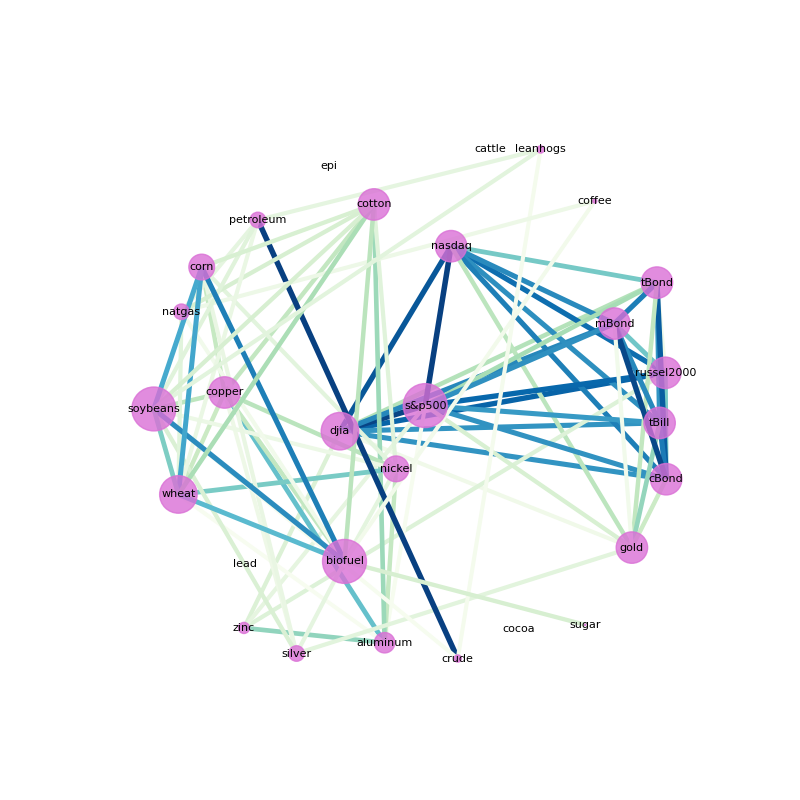 cattle
leanhogs
epi
coffee
cotton
petroleum
nasdaq
corn
tBond
natgas
mBond
russel2000
copper
s&p500
soybeans
tBill
djia
nickel
cBond
wheat
gold
biofuel
lead
sugar
zinc
cocoa
aluminum
silver
crude